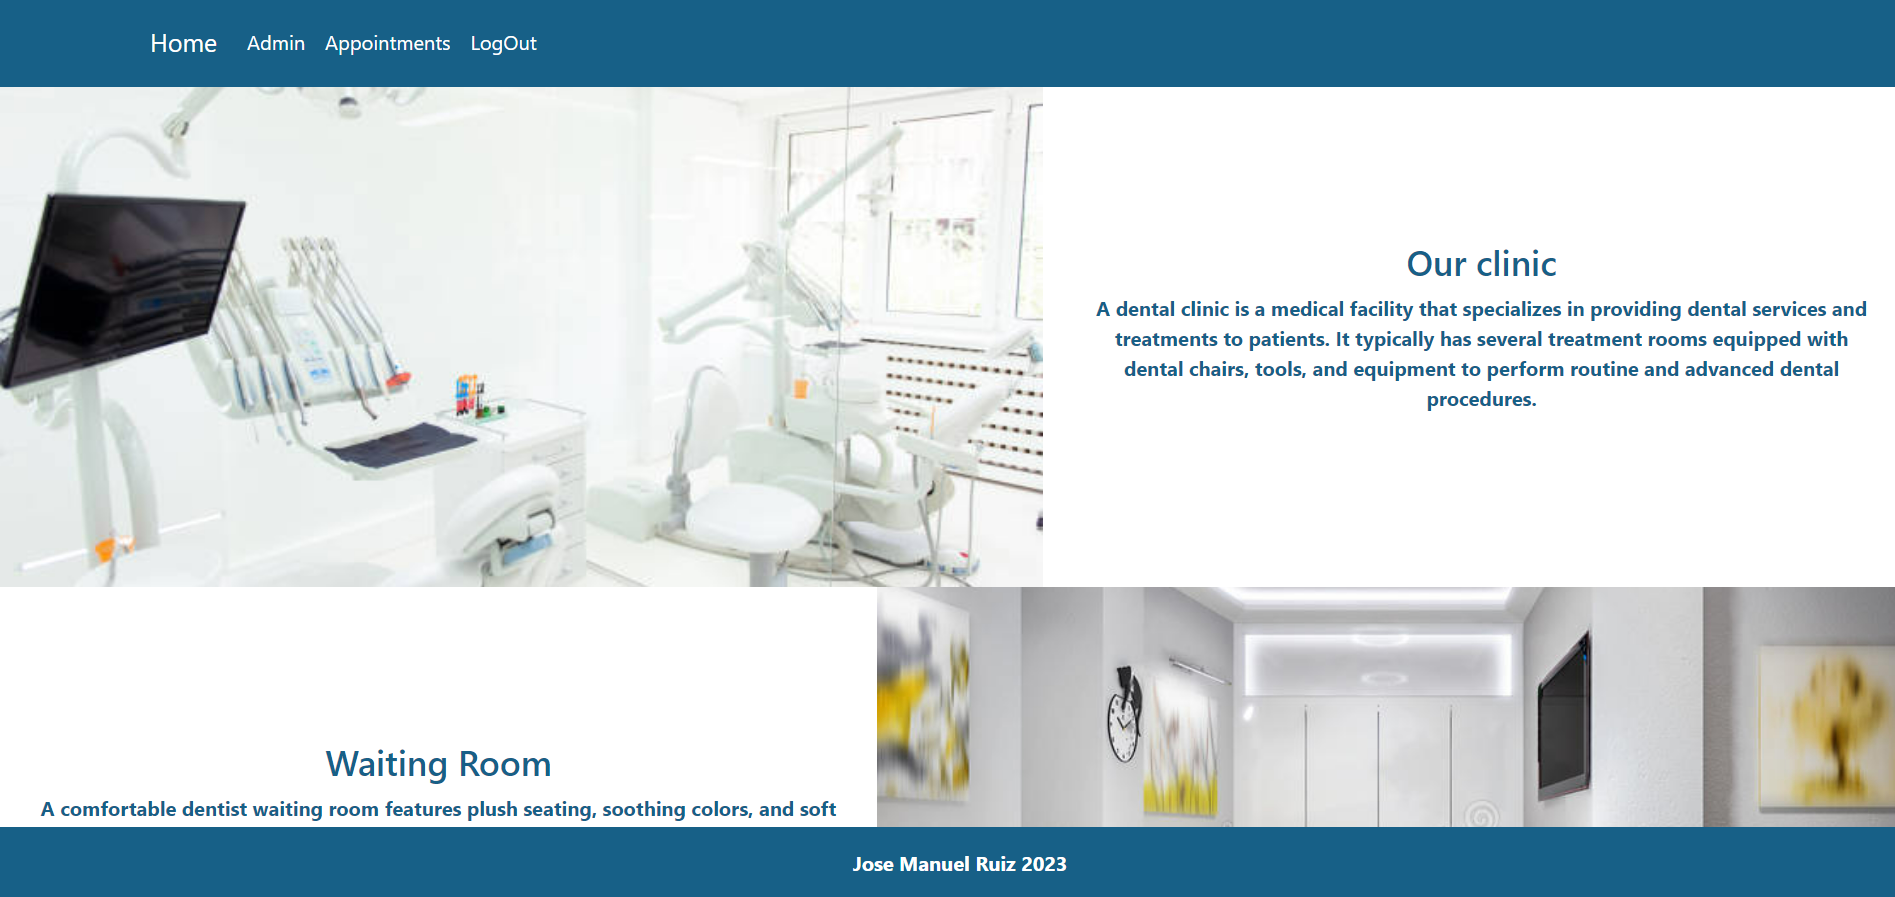 Home Admin Appointments LogOut
Our clinic
A dental clinic is a medical facility that specializes in providing dental services and
treatments to patients. It typically has several treatment rooms equipped with
dental chairs, tools, and equipment to perform routine and advanced dental
procedures.
Waiting Room
A comfortable dentist waiting room features plush seating, soothing colors, and soft
Jose Manuel Ruiz 2023